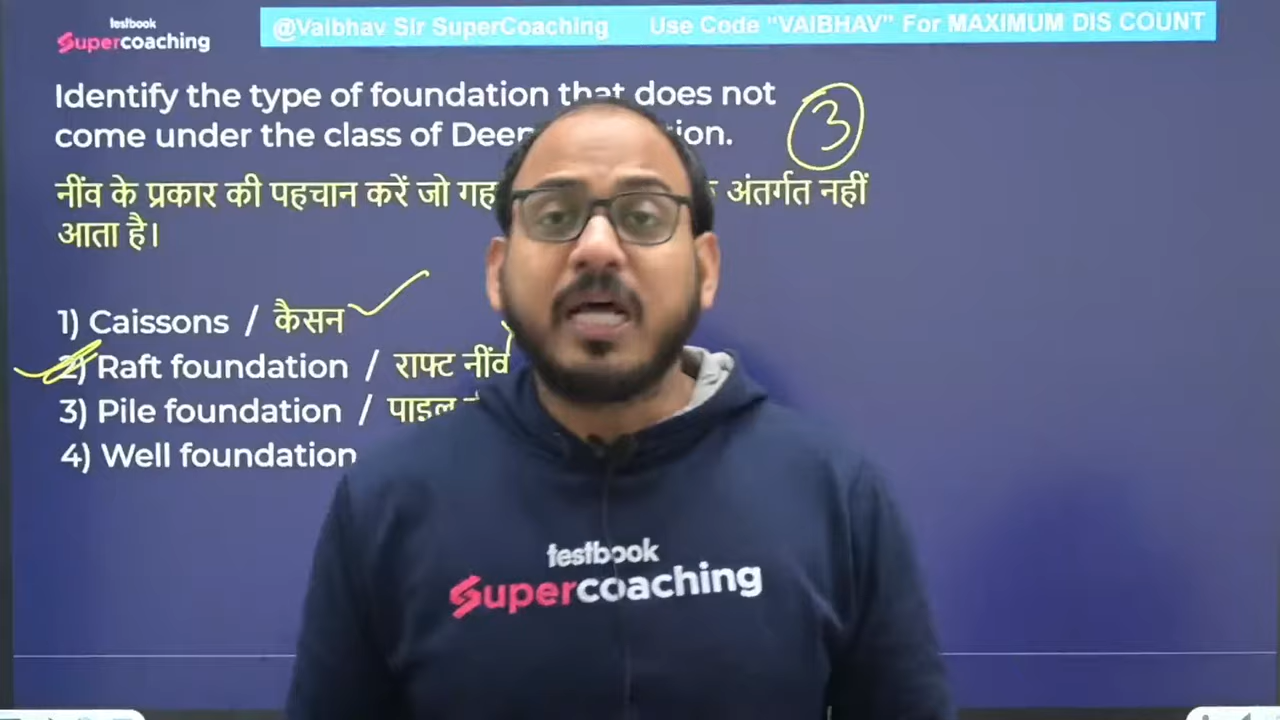 testbook
Supercoaching
@Vaibhav Sir SuperCoaching Use Code "VAIBHAV" For MAXIMUM DIS COUNT
Identify the type of foundation that does not
come under the class of
3
नींव के प्रकार की पहचान करें जो अंतर्गत नहीं
आता है।
1) Caissons / कैसन
2) Raft foundation / राफ्ट नींव
3) Pile foundation / पाइल
4) Well foundation
testbook
Supercoaching